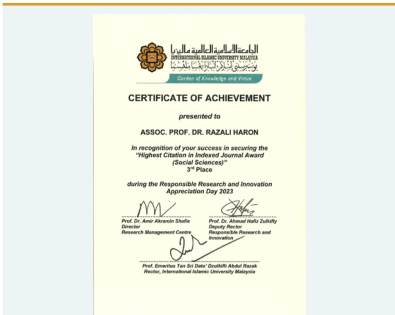 الجامعة الإسلامية العالمية ماليزيا
INTERNATIONAL ISLAMIC UNIVERSITY MALAYSIA
Garden of Knowledge and Virtue
CERTIFICATE OF ACHIEVEMENT
presented to
ASSOC. PROF. DR. RAZALI HARON
In recognition of your success in securing the
"Highest Citation in Indexed Journal Award
(Social Sciences)"
3rd Place
during the Responsible Research and Innovation
Appreciation Day 2023
Prof. Dr. Amir Akramin Shafie
Director
Research Management Centre
Prof. Dr. Ahmad Hafiz Zulkifly
Deputy Rector
Responsible Research and
Innovation
Prof. Emeritus Tan Sri Dato' Dzulkifli Abdul Razak
Rector, International Islamic University Malaysia